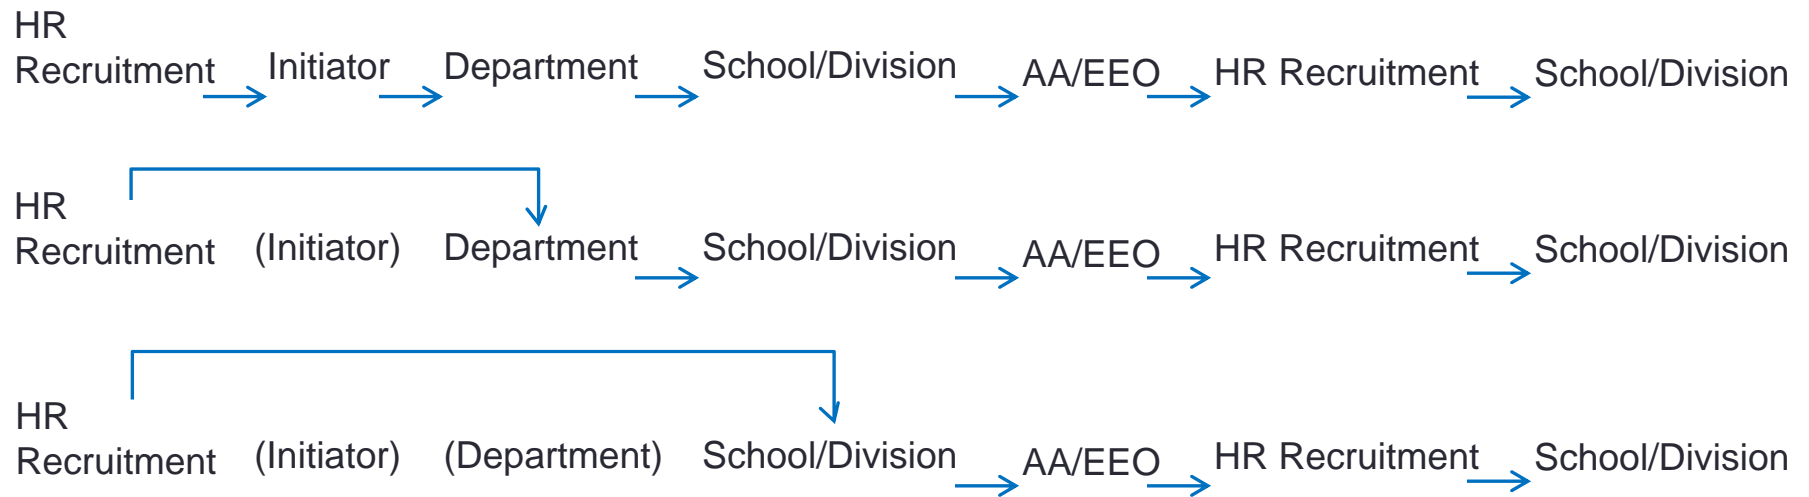 HR
Recruitment Initiator Department School/Division AA/EEO HR Recruitment School/Division
HR
Recruitment (Initiator) Department School/Division AA/EEO HR Recruitment School/Division
HR
Recruitment (Initiator) (Department) School/Division AA/EEO HR Recruitment School/Division